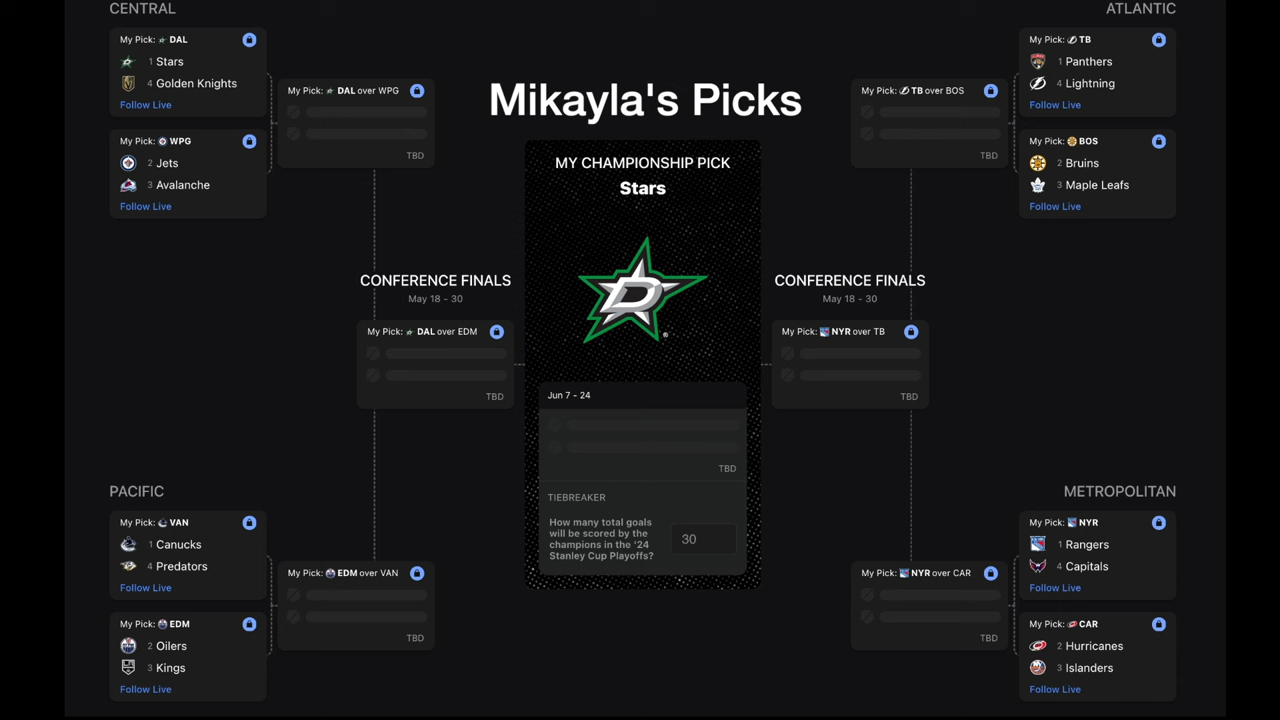 CENTRAL
My Pick: DAL
1 Stars
4 Golden Knights
Follow Live
My Pick: WPG
2 Jets
3 Avalanche
Follow Live
My Pick: DAL over WPG
TBD
CONFERENCE FINALS
May 18 - 30
My Pick: DAL over EDM
TBD
PACIFIC
My Pick: VAN
1 Canucks
4 Predators
Follow Live
My Pick: EDM
2 Oilers
3 Kings
Follow Live
My Pick: EDM over VAN
TBD
Mikayla's Picks
MY CHAMPIONSHIP PICK
Stars
D
®
Jun 7 - 24
TBD
TIEBREAKER
How many total goals
will be scored by the
champions in the '24
Stanley Cup Playoffs?
30
ATLANTIC
My Pick: TB
1 Panthers
4 Lightning
Follow Live
My Pick: BOS
2 Bruins
3 Maple Leafs
Follow Live
My Pick: TB over BOS
TBD
CONFERENCE FINALS
May 18 - 30
My Pick: NYR over TB
TBD
METROPOLITAN
My Pick: NYR
1 Rangers
4 Capitals
Follow Live
My Pick: CAR
2 Hurricanes
3 Islanders
Follow Live
My Pick: NYR over CAR
TBD